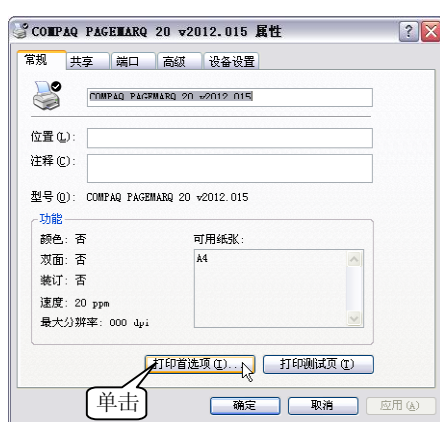 COMPAQ PAGEMARQ 20 v2012.015 属性
常规 共享 端口 高级 设备设置
COMPAQ PAGEMARQ 20 v2012.015
位置(L):
注释(C):
型号(O): COMPAQ PAGEMARQ 20 v2012.015
功能
颜色: 否
可用纸张:
双面: 否
A4
装订: 否
速度: 20 ppm
最大分辨率: 000 dpi
打印首选项(I)... 打印测试页(T)
单击
确定 取消 应用(A)